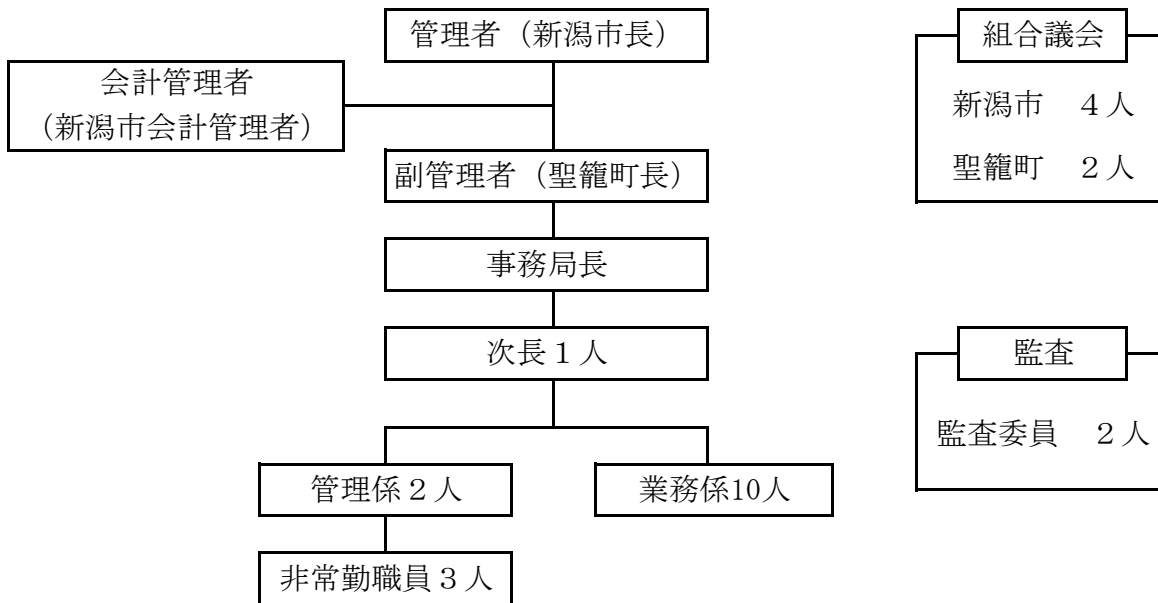 管理者（新潟市長）
会計管理者
（新潟市会計管理者）
副管理者（聖籠町長）
事務局長
次長１人
管理係２人
業務係10人
非常勤職員３人
組合議会
新潟市　４人
聖籠町　２人
監査
監査委員　２人